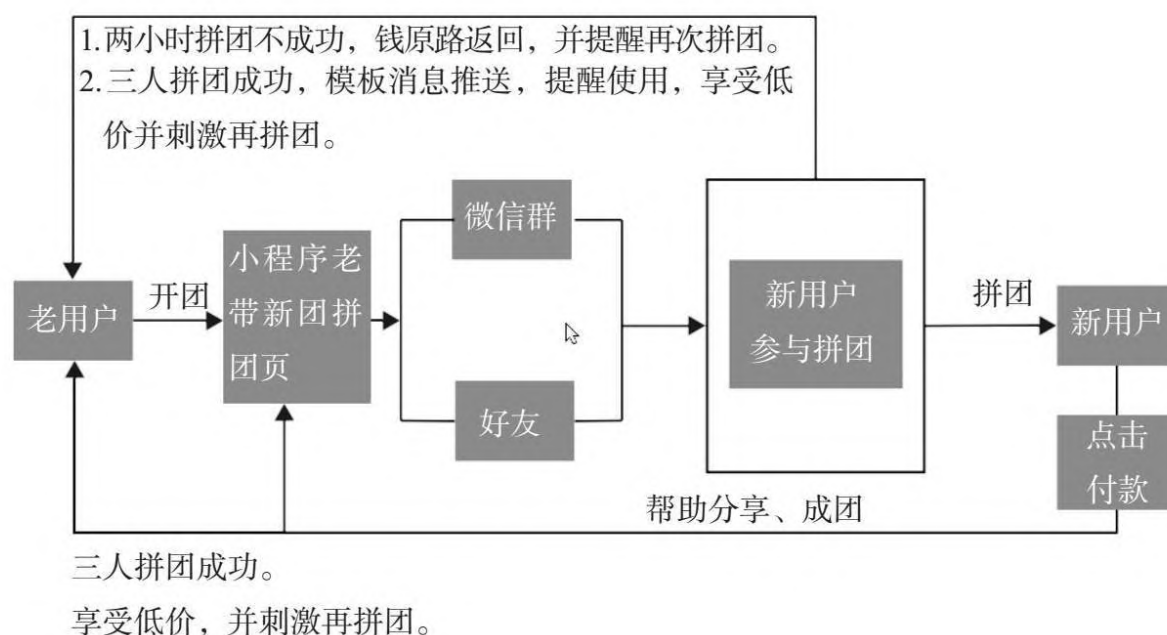 1.两小时拼团不成功，钱原路返回，并提醒再次拼团。
2.三人拼团成功，模板消息推送，提醒使用，享受低
价并刺激再拼团。
微信群
小程序老
带新团拼
团页
开团
老用户
新用户
参与拼团
拼团
新用户
好友
点击
付款
帮助分享、成团
三人拼团成功。
享受低价，并刺激再拼团。